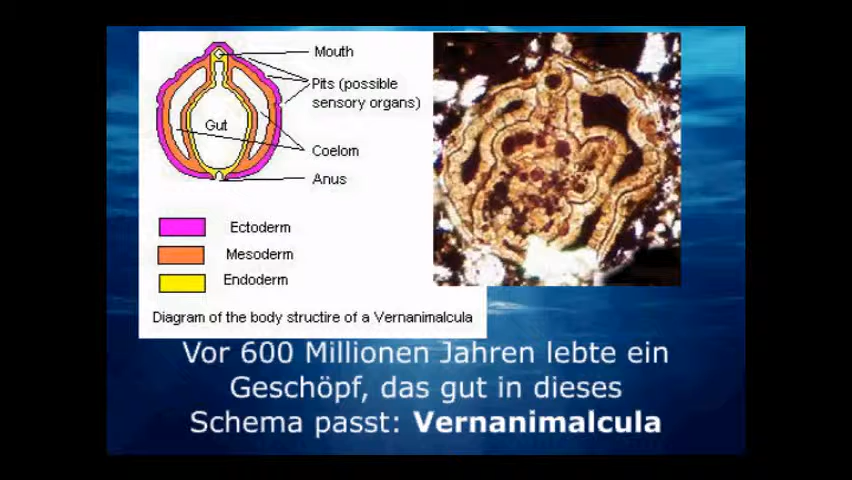 Mouth
Pits (possible
sensory organs)
Gut
Coelom
Anus
Ectoderm
Mesoderm
Endoderm
Diagram of the body structire of a Vernanimalcula
Vor 600 Millionen Jahren lebte ein
Geschöpf, das gut in dieses
Schema passt: Vernanimalcula